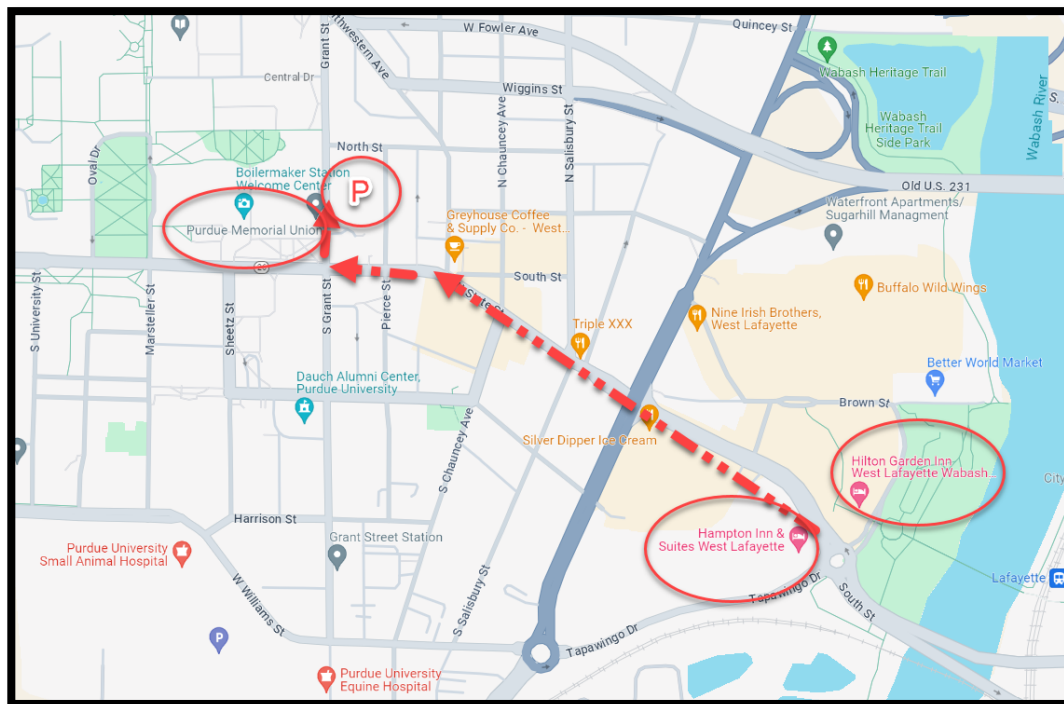 Quincey St
W Fowler Ave
Grant St
Northwestern Ave
Central Dr
Wiggins St
Wabash Heritage Trail
Wabash
Heritage Trail
Side Park
Wabash River
S.
Oval Dr
North St
N Chauncey Ave
N Salisbury St
Old U.S. 231
Boilermaker Station
Welcome Center
P
Purdue Memorial Union
Greyhouse Coffee
& Supply Co. - West...
Waterfront Apartments/
Sugarhill Managment
26
South St
W State St
Buffalo Wild Wings
S University St
Marsteller St
Sheetz St
S Grant St
Pierce St
Triple XXX
Nine Irish Brothers,
West Lafayette
Better World Market
Dauch Alumni Center,
Purdue University
Brown St
S Chauncey Ave
Silver Dipper Ice Cream
Hilton Garden Inn
West Lafayette Wabash...
City
Harrison St
Hampton Inn &
Suites West Lafayette
Grant Street Station
Purdue University
Small Animal Hospital
Lafayette
Tapawingo Dr
South St
S Salisbury St
W Williams St
P
Tapawingo Dr
Purdue University
Equine Hospital